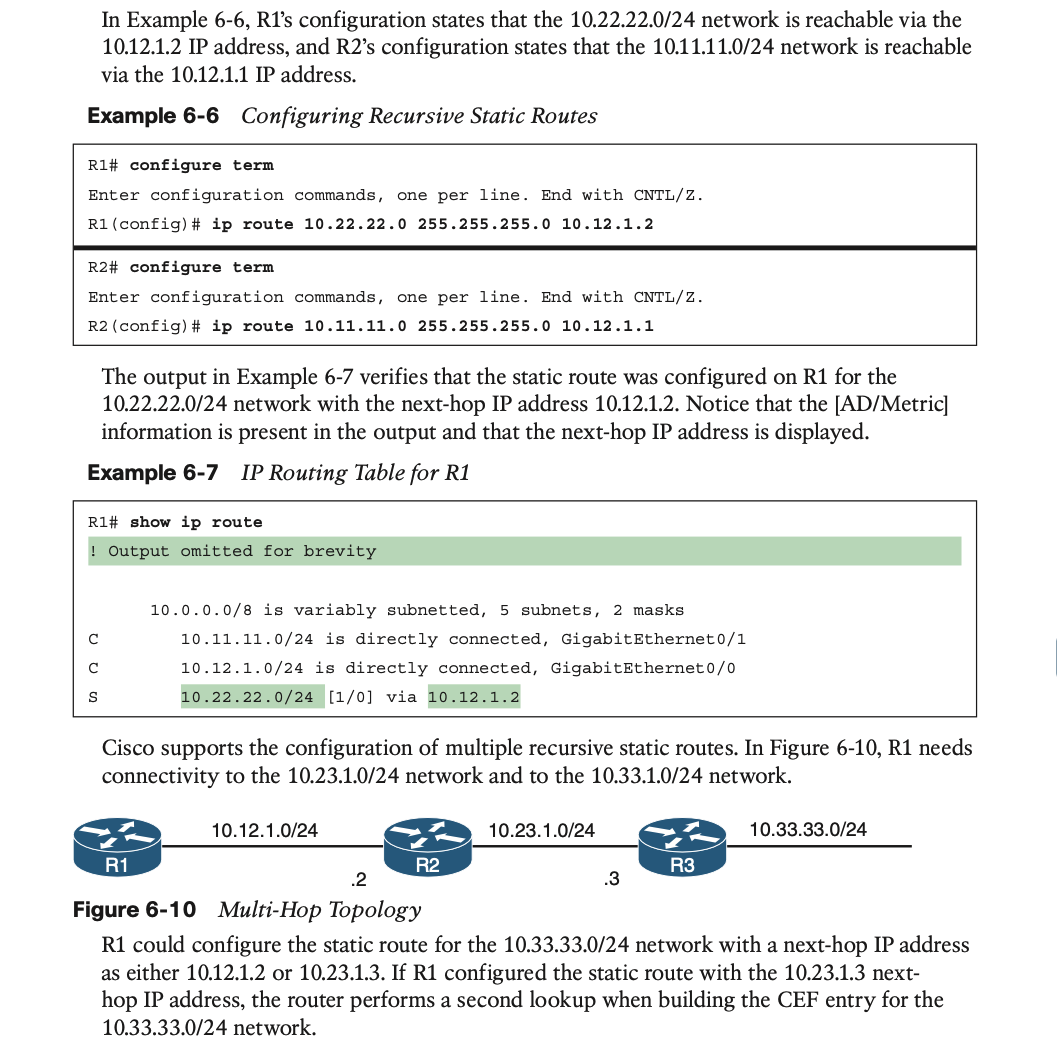 In Example 6-6, R1’s configuration states that the 10.22.22.0/24 network is reachable via the
10.12.1.2 IP address, and R2’s configuration states that the 10.11.11.0/24 network is reachable
via the 10.12.1.1 IP address.
Example 6-6 Configuring Recursive Static Routes
R1# configure term
Enter configuration commands, one per line. End with CNTL/Z.
R1(config)# ip route 10.22.22.0 255.255.255.0 10.12.1.2
R2# configure term
Enter configuration commands, one per line. End with CNTL/Z.
R2(config)# ip route 10.11.11.0 255.255.255.0 10.12.1.1
The output in Example 6-7 verifies that the static route was configured on R1 for the
10.22.22.0/24 network with the next-hop IP address 10.12.1.2. Notice that the [AD/Metric]
information is present in the output and that the next-hop IP address is displayed.
Example 6-7 IP Routing Table for R1
R1# show ip route
! Output omitted for brevity
10.0.0.0/8 is variably subnetted, 5 subnets, 2 masks
C 10.11.11.0/24 is directly connected, GigabitEthernet0/1
C 10.12.1.0/24 is directly connected, GigabitEthernet0/0
S 10.22.22.0/24 [1/0] via 10.12.1.2
Cisco supports the configuration of multiple recursive static routes. In Figure 6-10, R1 needs
connectivity to the 10.23.1.0/24 network and to the 10.33.1.0/24 network.
10.12.1.0/24 10.23.1.0/24 10.33.33.0/24
R1 R2 R3
.2 .3
Figure 6-10 Multi-Hop Topology
R1 could configure the static route for the 10.33.33.0/24 network with a next-hop IP address
as either 10.12.1.2 or 10.23.1.3. If R1 configured the static route with the 10.23.1.3 next-
hop IP address, the router performs a second lookup when building the CEF entry for the
10.33.33.0/24 network.